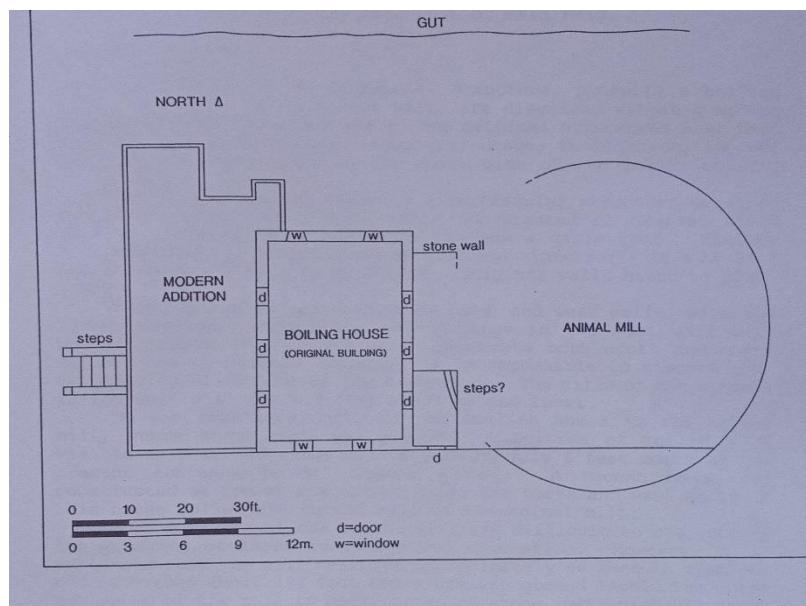 GUT
NORTH Δ
w
w
stone wall
MODERN
ADDITION
d
d
BOILING HOUSE
(ORIGINAL BUILDING)
ANIMAL MILL
steps
d
d
steps?
d
d
w
w
d
0 10 20 30ft.
0 3 6 9 12m.
d=door
w=window